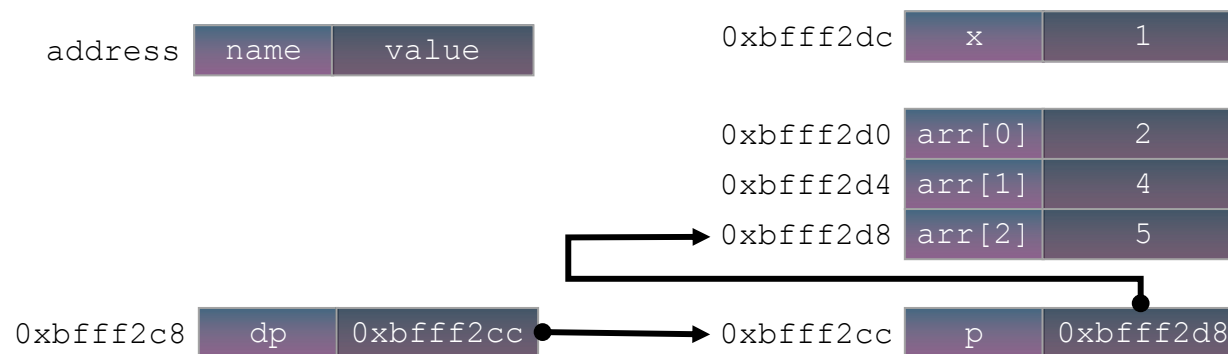 address name value
0xbfff2dc x 1
0xbfff2d0 arr[0] 2
0xbfff2d4 arr[1] 4
0xbfff2d8 arr[2] 5
0xbfff2c8 dp 0xbfff2cc
0xbfff2cc p 0xbfff2d8